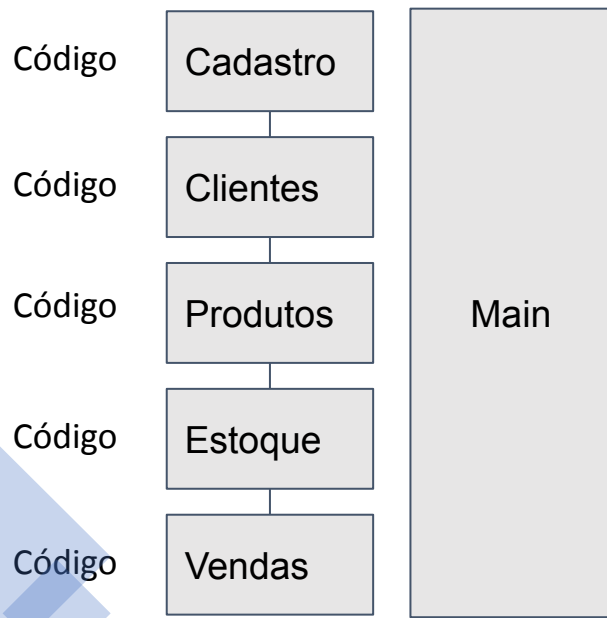 Código Cadastro
Código Clientes
Código Produtos Main
Código Estoque
Código Vendas